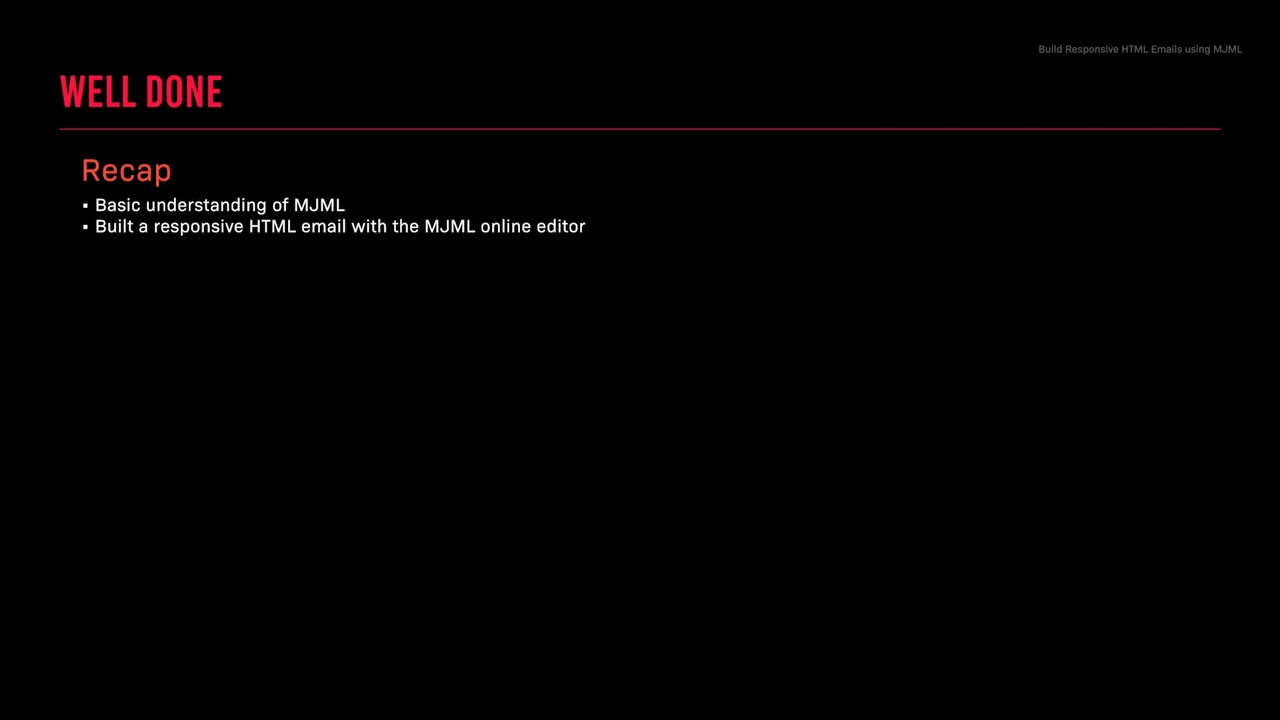 Build Responsive HTML Emails using MJML
WELL DONE
Recap
▪ Basic understanding of MJML
▪ Built a responsive HTML email with the MJML online editor